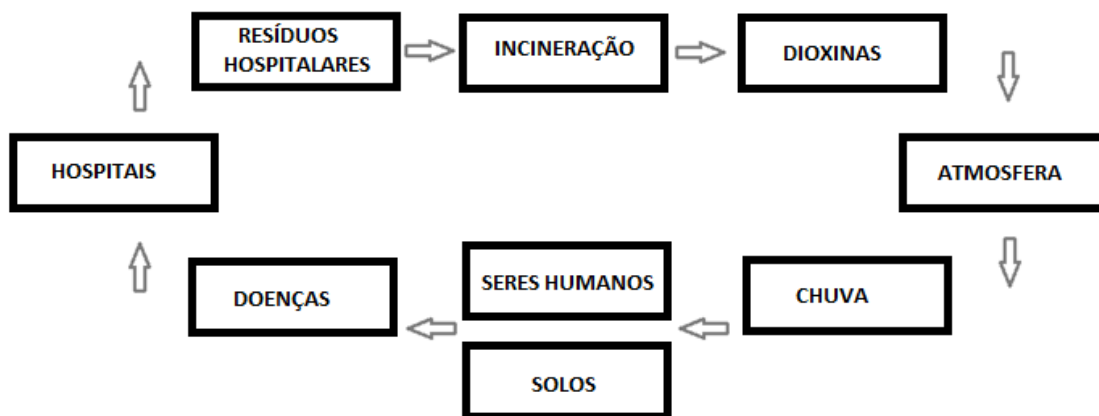 RESÍDUOS
HOSPITALARES
INCINERAÇÃO
DIOXINAS
HOSPITAIS
ATMOSFERA
DOENÇAS
SERES HUMANOS
CHUVA
SOLOS